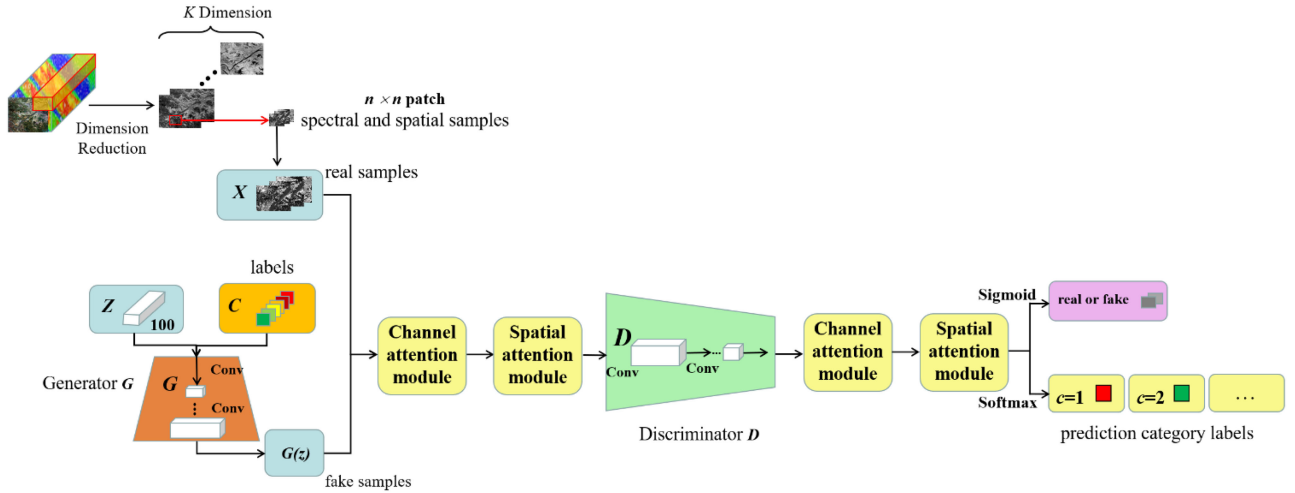 K Dimension
Dimension
Reduction
n × n patch
spectral and spatial samples
X
real samples
labels
Z
100
C
Generator G
G
Conv
Conv
G(z)
fake samples
Channel
attention
module
Spatial
attention
module
D
Conv
Conv
...
Discriminator D
Channel
attention
module
Spatial
attention
module
Sigmoid
real or fake
Softmax
c=1
c=2
...
prediction category labels